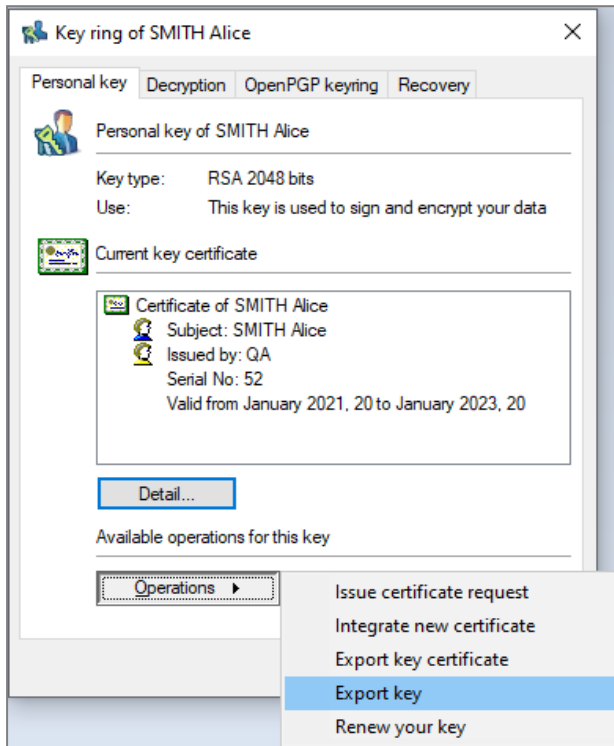 Key ring of SMITH Alice
Personal key Decryption OpenPGP keyring Recovery
Personal key of SMITH Alice
Key type: RSA 2048 bits
Use: This key is used to sign and encrypt your data
Current key certificate
Certificate of SMITH Alice
Subject: SMITH Alice
Issued by: QA
Serial No: 52
Valid from January 2021, 20 to January 2023, 20
Detail...
Available operations for this key
Operations
Issue certificate request
Integrate new certificate
Export key certificate
Export key
Renew your key